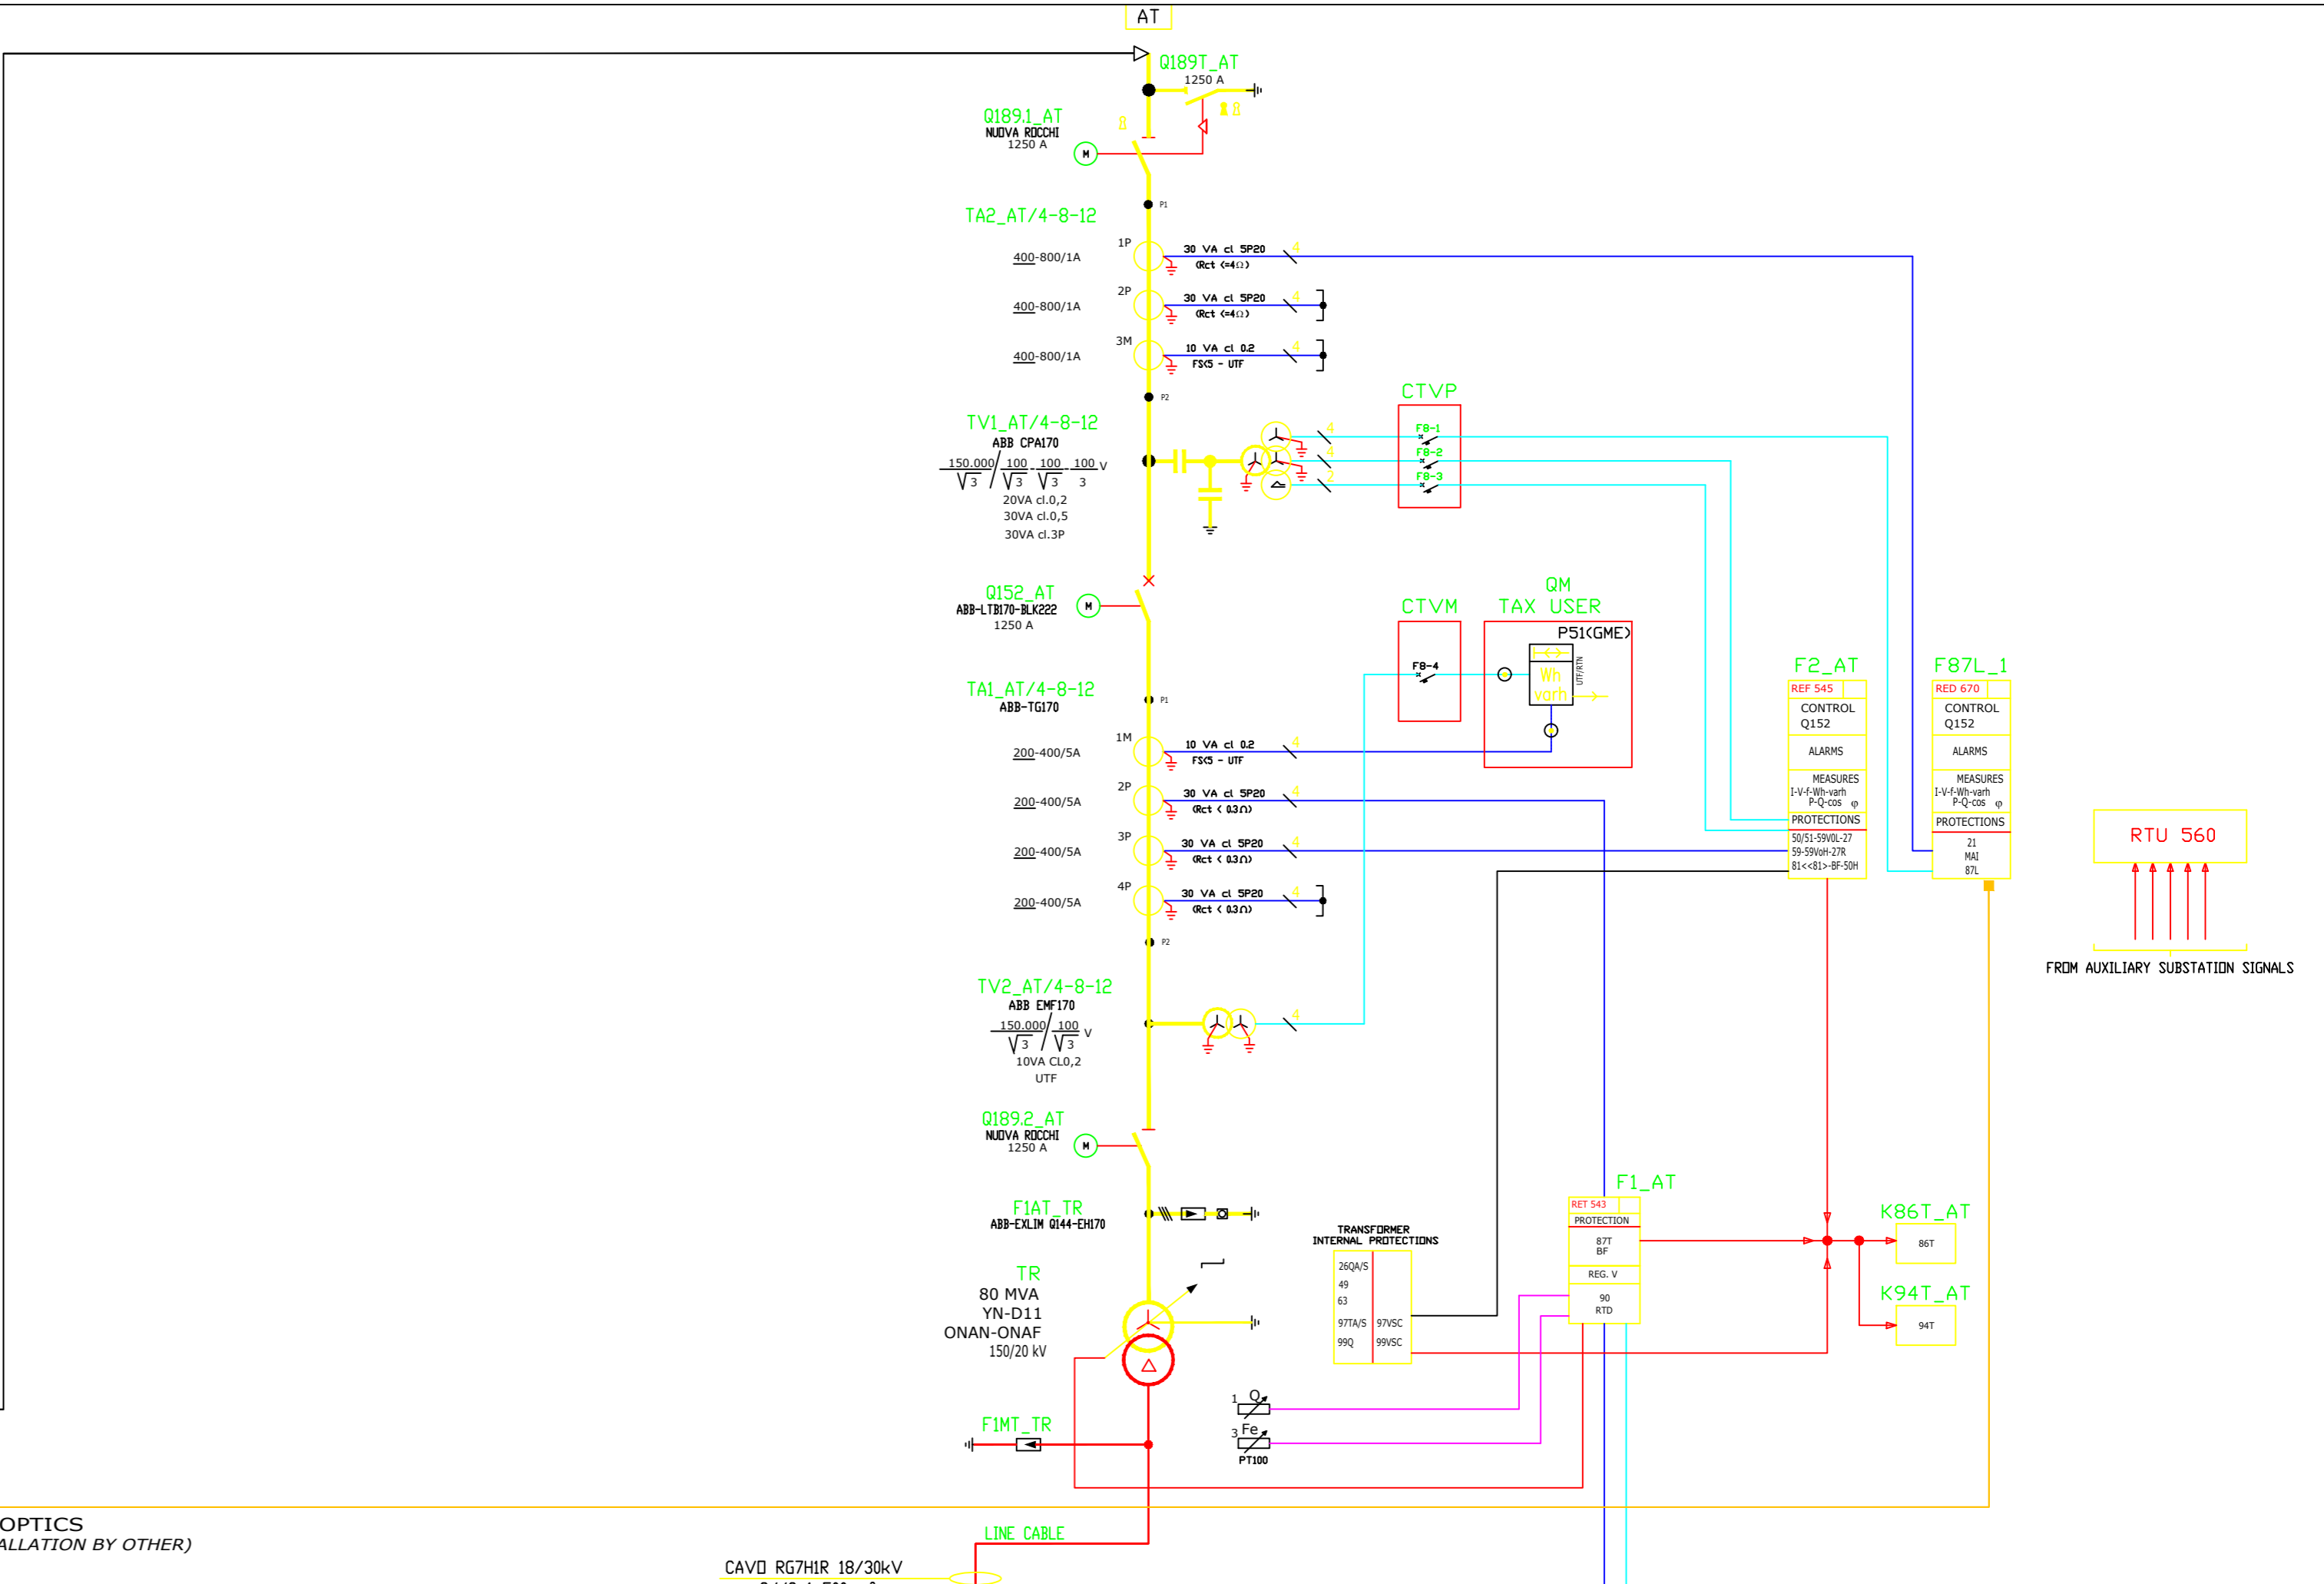 AT
Q189T_AT
1250 A
Q189.1_AT
NUOVA ROCCHI
1250 A
M
P1
TA2_AT/4-8-12
1P
400-800/1A
30 VA cl 5P20
(Rct <=4Ω)
4
2P
400-800/1A
30 VA cl 5P20
(Rct <=4Ω)
4
3M
400-800/1A
10 VA cl 0.2
FS<5 - UTF
4
P2
CTVP
TV1_AT/4-8-12
ABB CPA170
150.000/√3 / 100/√3-100/√3-100/3 V
20VA cl.0,2
30VA cl.0,5
30VA cl.3P
4
4
2
F8-1
F8-2
F8-3
Q152_AT
ABB-LTB170-BLK222
1250 A
M
CTVM
F8-4
QM
TAX USER
P51(GME)
Wh
varh
UTF/RTN
TA1_AT/4-8-12
ABB-TG170
P1
1M
200-400/5A
10 VA cl 0.2
FS<5 - UTF
4
2P
200-400/5A
30 VA cl 5P20
(Rct < 0.3Ω)
4
3P
200-400/5A
30 VA cl 5P20
(Rct < 0.3Ω)
4
4P
200-400/5A
30 VA cl 5P20
(Rct < 0.3Ω)
4
P2
F2_AT
REF 545
CONTROL
Q152
ALARMS
MEASURES
I-V-f-Wh-varh
P-Q-cos φ
PROTECTIONS
50/51-59V0L-27
59-59VoH-27R
81<<81>-BF-50H
F87L_1
RED 670
CONTROL
Q152
ALARMS
MEASURES
I-V-f-Wh-varh
P-Q-cos φ
PROTECTIONS
21
MAI
87L
RTU 560
FROM AUXILIARY SUBSTATION SIGNALS
TV2_AT/4-8-12
ABB EMF170
150.000/√3 / 100/√3 V
10VA CL0,2
UTF
4
Q189.2_AT
NUOVA ROCCHI
1250 A
M
F1AT_TR
ABB-EXLIM Q144-EH170
TR
80 MVA
YN-D11
ONAN-ONAF
150/20 kV
TRANSFORMER
INTERNAL PROTECTIONS
26QA/S
49
63
97TA/S 97VSC
99Q 99VSC
F1_AT
RET 543
PROTECTION
87T
BF
REG. V
90
RTD
K86T_AT
86T
K94T_AT
94T
1 Q
3 Fe
PT100
F1MT_TR
OPTICS
ALLATION BY OTHER)
LINE CABLE
CAVO RG7H1R 18/30kV